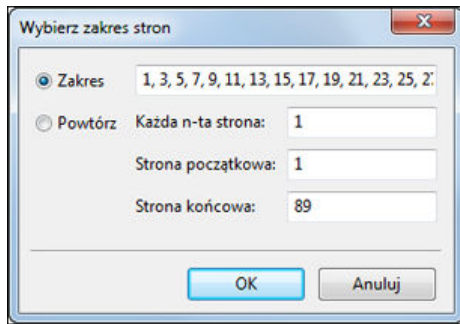 Wybierz zakres stron
Zakres 1, 3, 5, 7, 9, 11, 13, 15, 17, 19, 21, 23, 25,
Powtórz Każda n-ta strona: 1
Strona początkowa: 1
Strona końcowa: 89
OK Anuluj